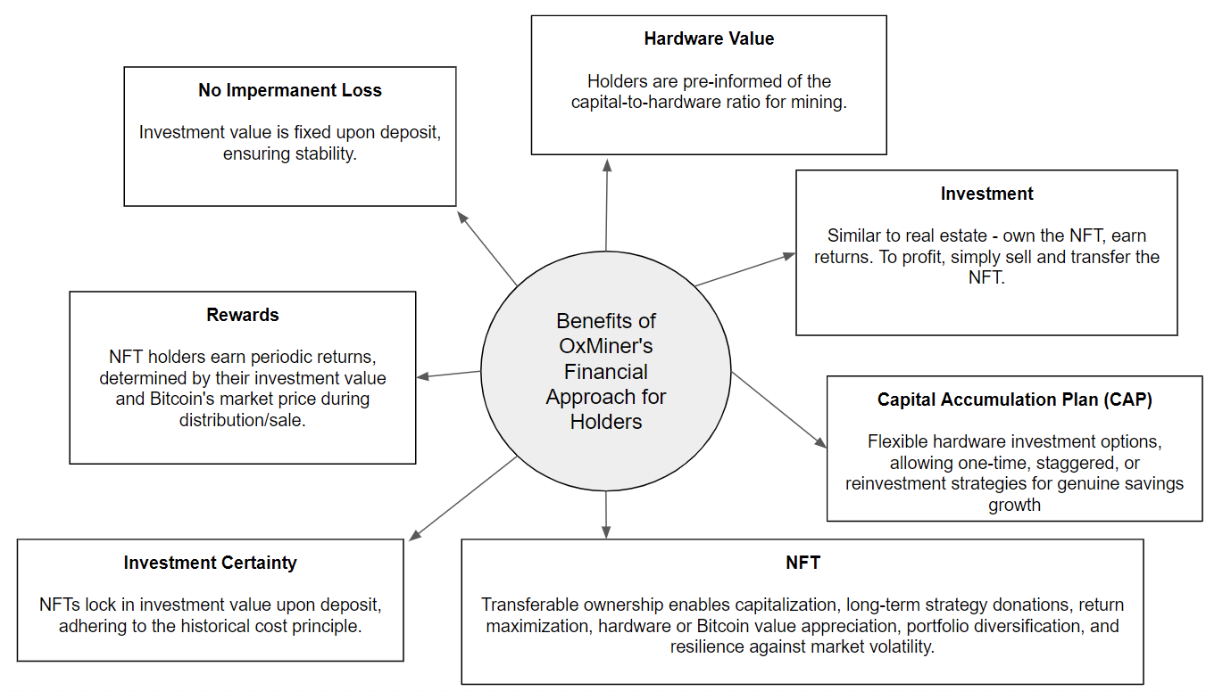 Hardware Value
Holders are pre-informed of the
capital-to-hardware ratio for mining.
No Impermanent Loss
Investment value is fixed upon deposit,
ensuring stability.
Investment
Similar to real estate - own the NFT, earn
returns. To profit, simply sell and transfer the
NFT.
Benefits of
OxMiner's
Financial
Approach for
Holders
Rewards
NFT holders earn periodic returns,
determined by their investment value
and Bitcoin's market price during
distribution/sale.
Capital Accumulation Plan (CAP)
Flexible hardware investment options,
allowing one-time, staggered, or
reinvestment strategies for genuine savings
growth
Investment Certainty
NFTs lock in investment value upon deposit,
adhering to the historical cost principle.
NFT
Transferable ownership enables capitalization, long-term strategy donations, return
maximization, hardware or Bitcoin value appreciation, portfolio diversification, and
resilience against market volatility.